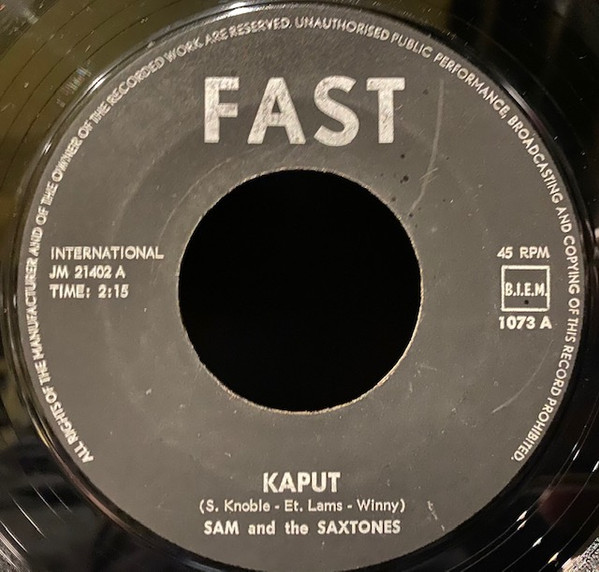 ALL RIGHTS OF THE MANUFACTURER AND OF THE OWNER OF THE RECORDED WORK ARE RESERVED. UNAUTHORISED PUBLIC PERFORMANCE, BROADCASTING AND COPYING OF THIS RECORD PROHIBITED.
FAST
INTERNATIONAL
JM 21402 A
TIME: 2:15
45 RPM
B.I.E.M.
1073 A
KAPUT
(S. Knoble - Et. Lams - Winny)
SAM and the SAXTONES